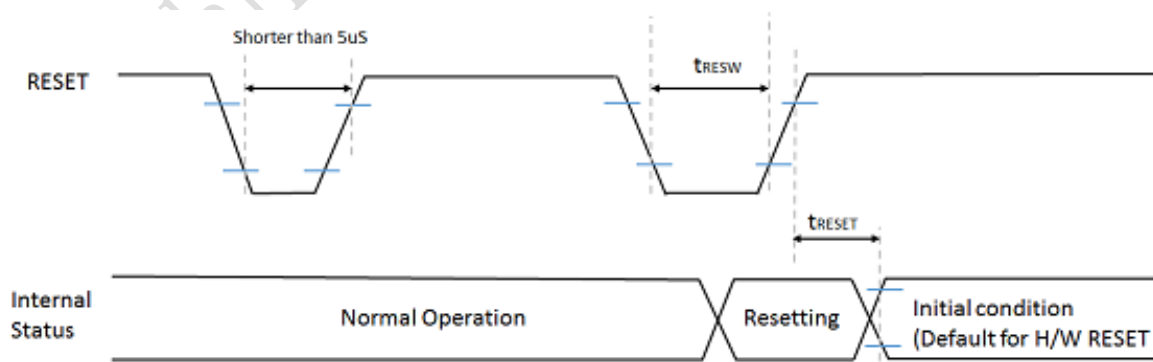 Shorter than 5uS
RESET
tRESW
tRESET
Internal
Status
Normal Operation
Resetting
Initial condition
(Default for H/W RESET